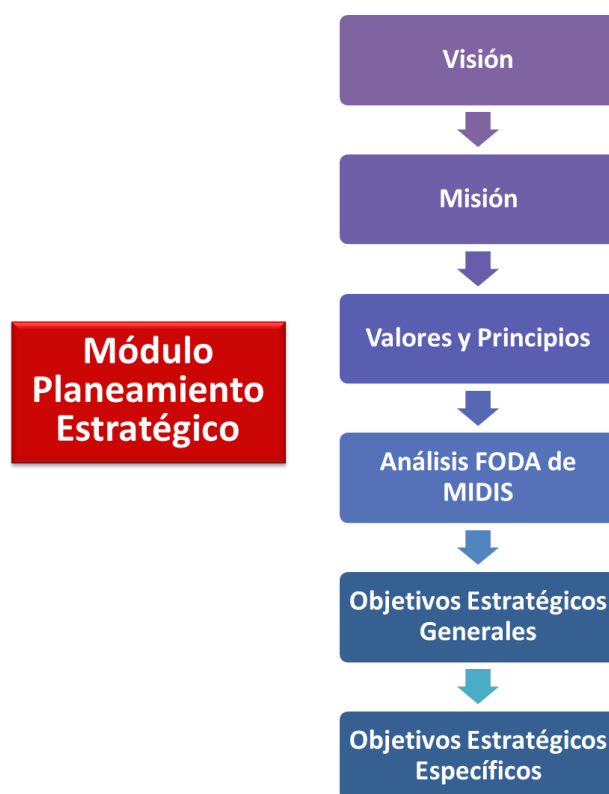 Visión
Misión
Módulo
Planeamiento
Estratégico
Valores y Principios
Análisis FODA de
MIDIS
Objetivos Estratégicos
Generales
Objetivos Estratégicos
Específicos